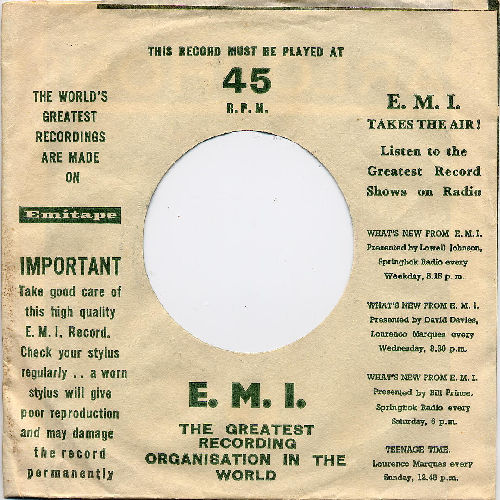 THIS RECORD MUST BE PLAYED AT
45
R. P. M.
THE WORLD'S
GREATEST
RECORDINGS
ARE MADE
ON
Emitape
IMPORTANT
Take good care of
this high quality
E. M. I. Record.
Check your stylus
regularly . . a worn
stylus will give
poor reproduction
and may damage
the record
permanently
E. M. I.
THE GREATEST
RECORDING
ORGANISATION IN THE
WORLD
E. M. I.
TAKES THE AIR!
Listen to the
Greatest Record
Shows on Radio
WHAT'S NEW FROM E. M. I.
Presented by Lowell Johnson,
Springbok Radio every
Weekday, 5.15 p. m.
WHAT'S NEW FROM E. M. I.
Presented by David Davies,
Lourenco Marques every
Wednesday, 8.30 p.m.
WHAT'S NEW FROM E. M. I.
Presented by Bill Prince,
Springbok Radio every
Saturday, 6 p.m.
TEENAGE TIME.
Lourenco Marques every
Sunday, 12.45 p.m.